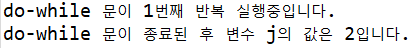 do-while 문이 1번째 반복 실행중입니다.
do-while 문이 종료된 후 변수 j의 값은 2입니다.